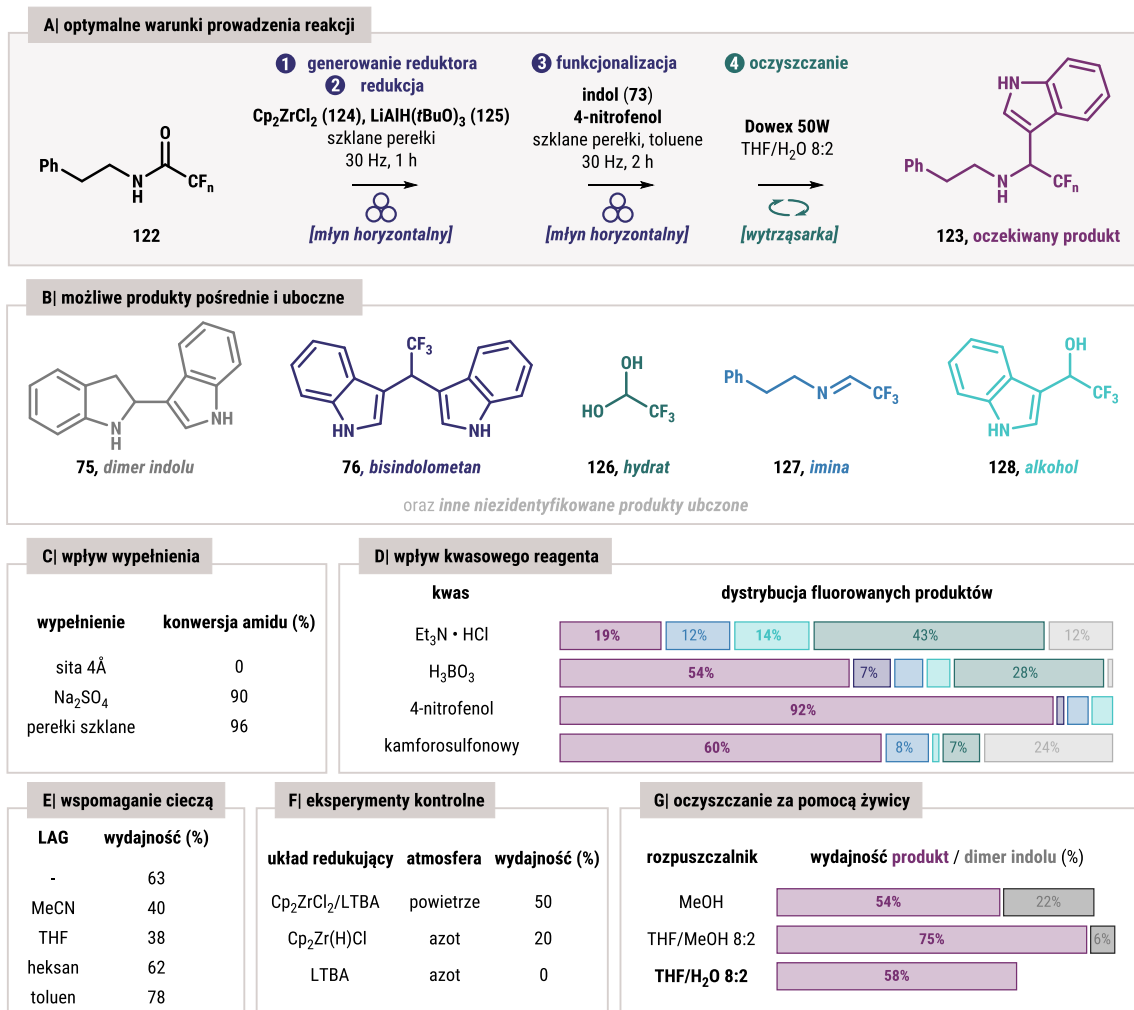 A| optymalne warunki prowadzenia reakcji
1 generowanie reduktora
2 redukcja
Cp2ZrCl2 (124), LiAlH(tBuO)3 (125)
szklane perełki
30 Hz, 1 h
[młyn horyzontalny]
3 funkcjonalizacja
indol (73)
4-nitrofenol
szklane perełki, toluene
30 Hz, 2 h
[młyn horyzontalny]
4 oczyszczanie
Dowex 50W
THF/H2O 8:2
[wytrząsarka]
Ph
O
N
H
CFn
122
HN
Ph
N
H
CFn
123, oczekiwany produkt
B| możliwe produkty pośrednie i uboczne
N
H
NH
75, dimer indolu
CF3
HN
NH
76, bisindolometan
OH
HO
CF3
126, hydrat
Ph
N
CF3
127, imina
OH
CF3
HN
128, alkohol
oraz inne niezidentyfikowane produkty ubczone
C| wpływ wypełnienia
wypełnienie konwersja amidu (%)
sita 4Å 0
Na2SO4 90
perełki szklane 96
D| wpływ kwasowego reagenta
kwas dystrybucja fluorowanych produktów
Et3N • HCl 19% 12% 14% 43% 12%
H3BO3 54% 7% 28%
4-nitrofenol 92%
kamforosulfonowy 60% 8% 7% 24%
E| wspomaganie cieczą
LAG wydajność (%)
- 63
MeCN 40
THF 38
heksan 62
toluen 78
F| eksperymenty kontrolne
układ redukujący atmosfera wydajność (%)
Cp2ZrCl2/LTBA powietrze 50
Cp2Zr(H)Cl azot 20
LTBA azot 0
G| oczyszczanie za pomocą żywicy
rozpuszczalnik wydajność produkt / dimer indolu (%)
MeOH 54% 22%
THF/MeOH 8:2 75% 6%
THF/H2O 8:2 58%